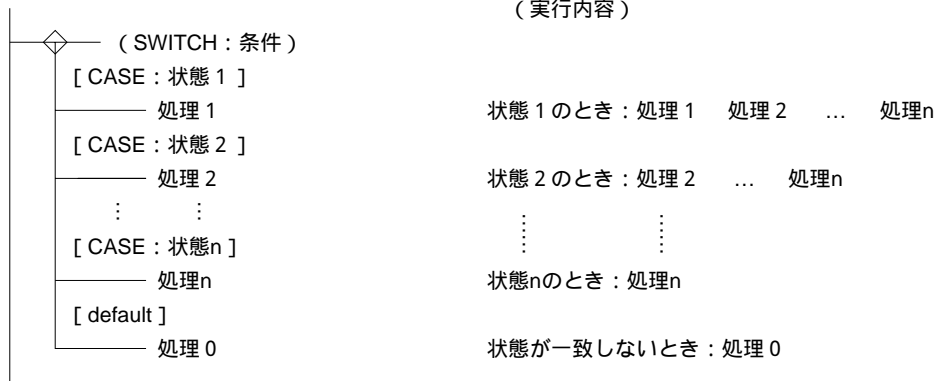 （実行内容）
（SWITCH：条件）
［CASE：状態１］
処理１ 状態１のとき：処理１ 処理２ … 処理n
［CASE：状態２］
処理２ 状態２のとき：処理２ … 処理n
⋮ ⋮ ⋮ ⋮
［CASE：状態n］
処理n 状態nのとき：処理n
［default］
処理０ 状態が一致しないとき：処理０